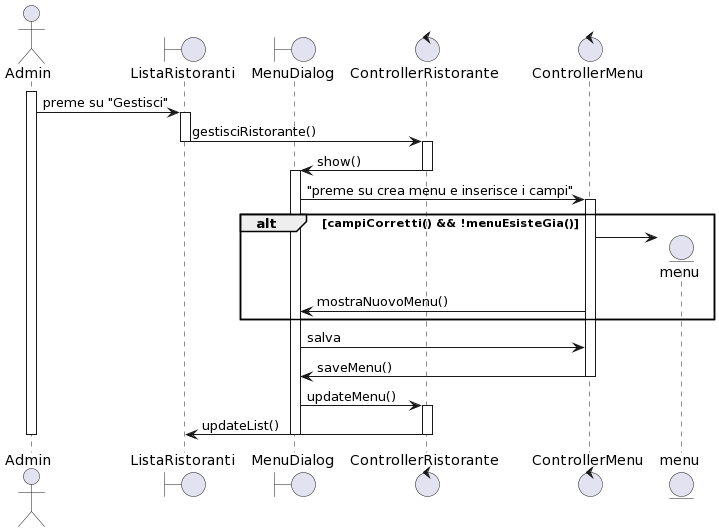 Admin ListaRistoranti MenuDialog ControllerRistorante ControllerMenu
preme su "Gestisci"
gestisciRistorante()
show()
"preme su crea menu e inserisce i campi"
alt [campiCorretti() && !menuEsisteGia()]
menu
mostraNuovoMenu()
salva
saveMenu()
updateMenu()
updateList()
Admin ListaRistoranti MenuDialog ControllerRistorante ControllerMenu menu